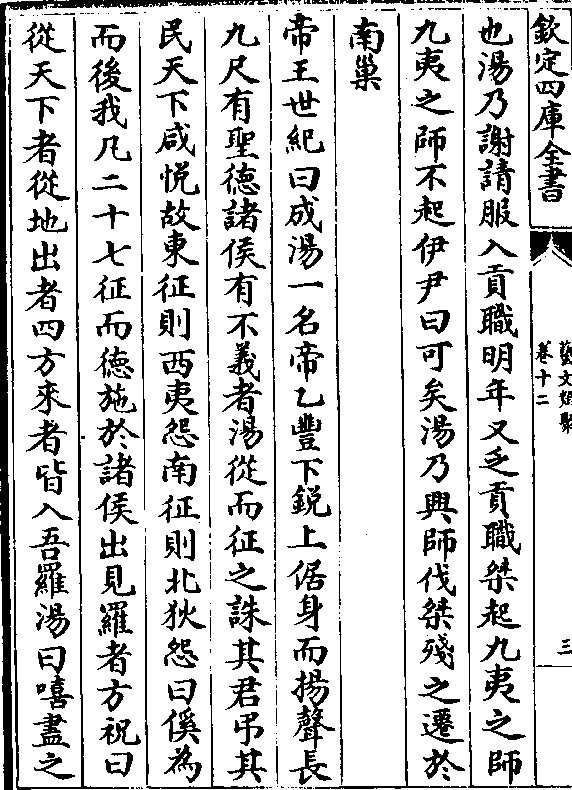 欽定四庫全書
藝文類聚
卷十二
三
也湯乃謝請服入貢職明年又乏貢職桀起九夷之師
九夷之師不起伊尹曰可矣湯乃興師伐桀殘之遷於
南巢
帝王世紀曰成湯一名帝乙豐下銳上倨身而揚聲長
九尺有聖德諸侯有不義者湯從而征之誅其君弔其
民天下咸悅故東征則西夷怨南征則北狄怨曰傒為
而後我凡二十七征而德施於諸侯出見羅者方祝曰
從天下者從地出者四方來者皆入吾羅湯曰嘻盡之